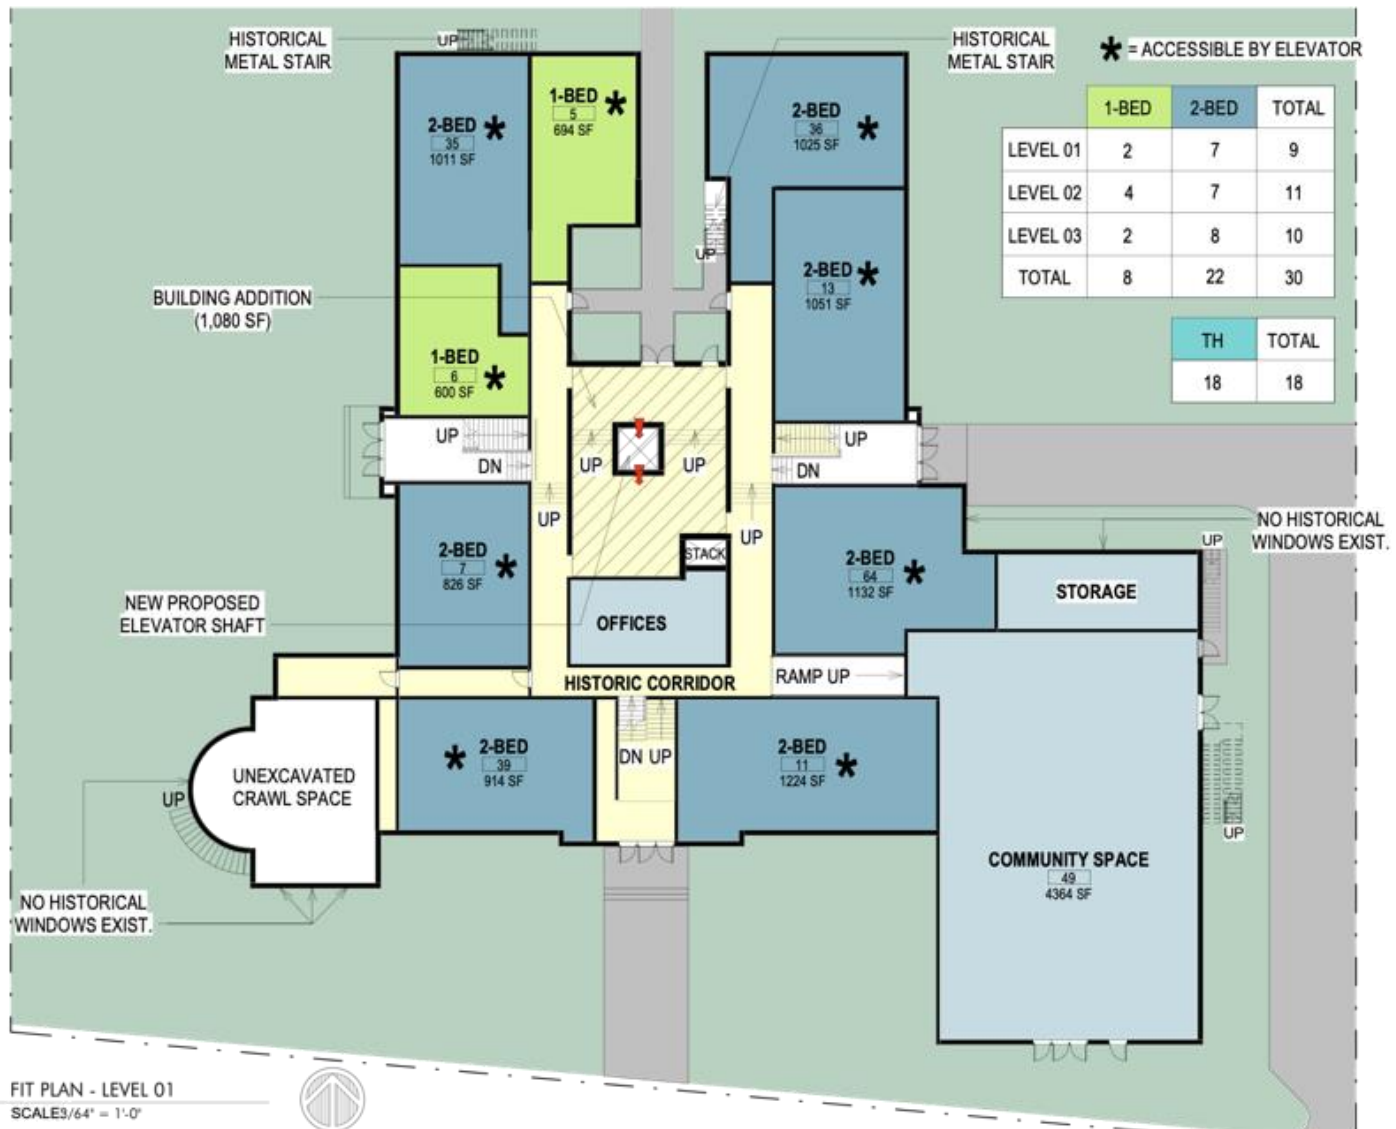 HISTORICAL
METAL STAIR
UP
HISTORICAL
METAL STAIR
* = ACCESSIBLE BY ELEVATOR
1-BED 2-BED TOTAL
LEVEL 01 2 7 9
LEVEL 02 4 7 11
LEVEL 03 2 8 10
TOTAL 8 22 30
TH TOTAL
18 18
2-BED *
35
1011 SF
1-BED *
5
694 SF
2-BED
36 *
1025 SF
UP
2-BED *
13
1051 SF
BUILDING ADDITION
(1,080 SF)
1-BED
6 *
600 SF
UP
DN
UP
UP
UP
DN
UP
UP
STACK
2-BED
7 *
826 SF
2-BED
64 *
1132 SF
NO HISTORICAL
WINDOWS EXIST.
UP
STORAGE
NEW PROPOSED
ELEVATOR SHAFT
OFFICES
HISTORIC CORRIDOR
RAMP UP
UNEXCAVATED
CRAWL SPACE
UP
* 2-BED
39
914 SF
DN UP
2-BED
11 *
1224 SF
UP
COMMUNITY SPACE
49
4364 SF
NO HISTORICAL
WINDOWS EXIST.
FIT PLAN - LEVEL 01
SCALE3/64" = 1'-0"